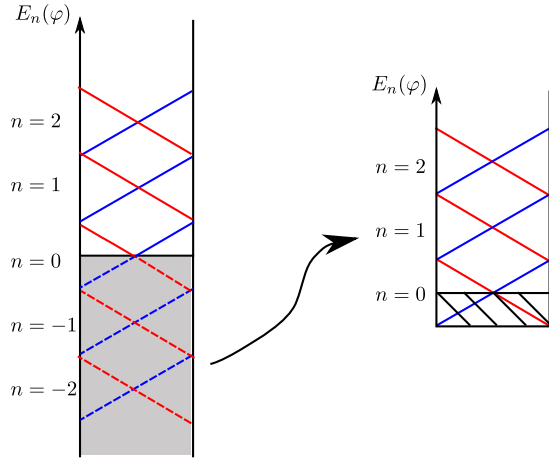 E_n(φ)
n = 2
n = 1
n = 0
n = −1
n = −2
E_n(φ)
n = 2
n = 1
n = 0